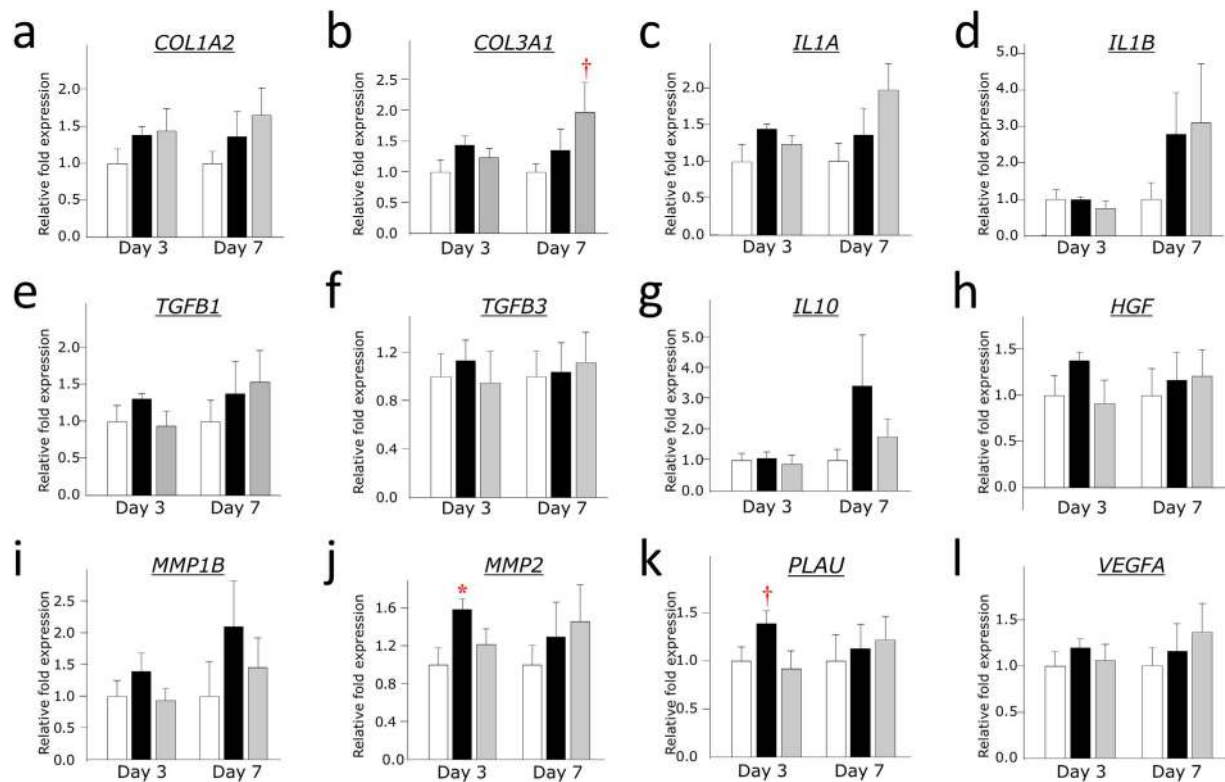 a
COL1A2
Relative fold expression
2.0
1.5
1.0
0.5
0.0
Day 3
Day 7
b
COL3A1
Relative fold expression
2.5
2.0
1.5
1.0
0.5
0.0
†
Day 3
Day 7
c
IL1A
Relative fold expression
2.0
1.5
1.0
0.5
0.0
Day 3
Day 7
d
IL1B
Relative fold expression
5.0
4.0
3.0
2.0
1.0
0.0
Day 3
Day 7
e
TGFB1
Relative fold expression
2.0
1.5
1.0
0.5
0.0
Day 3
Day 7
f
TGFB3
Relative fold expression
1.2
0.8
0.4
0.0
Day 3
Day 7
g
IL10
Relative fold expression
5.0
4.0
3.0
2.0
1.0
0.0
Day 3
Day 7
h
HGF
Relative fold expression
1.5
1.0
0.5
0.0
Day 3
Day 7
i
MMP1B
Relative fold expression
2.5
2.0
1.5
1.0
0.5
0.0
Day 3
Day 7
j
MMP2
Relative fold expression
1.6
1.2
0.8
1.4
0.0
*
Day 3
Day 7
k
PLAU
Relative fold expression
1.5
1.0
0.5
0.0
†
Day 3
Day 7
l
VEGFA
Relative fold expression
1.5
1.0
0.5
0.0
Day 3
Day 7